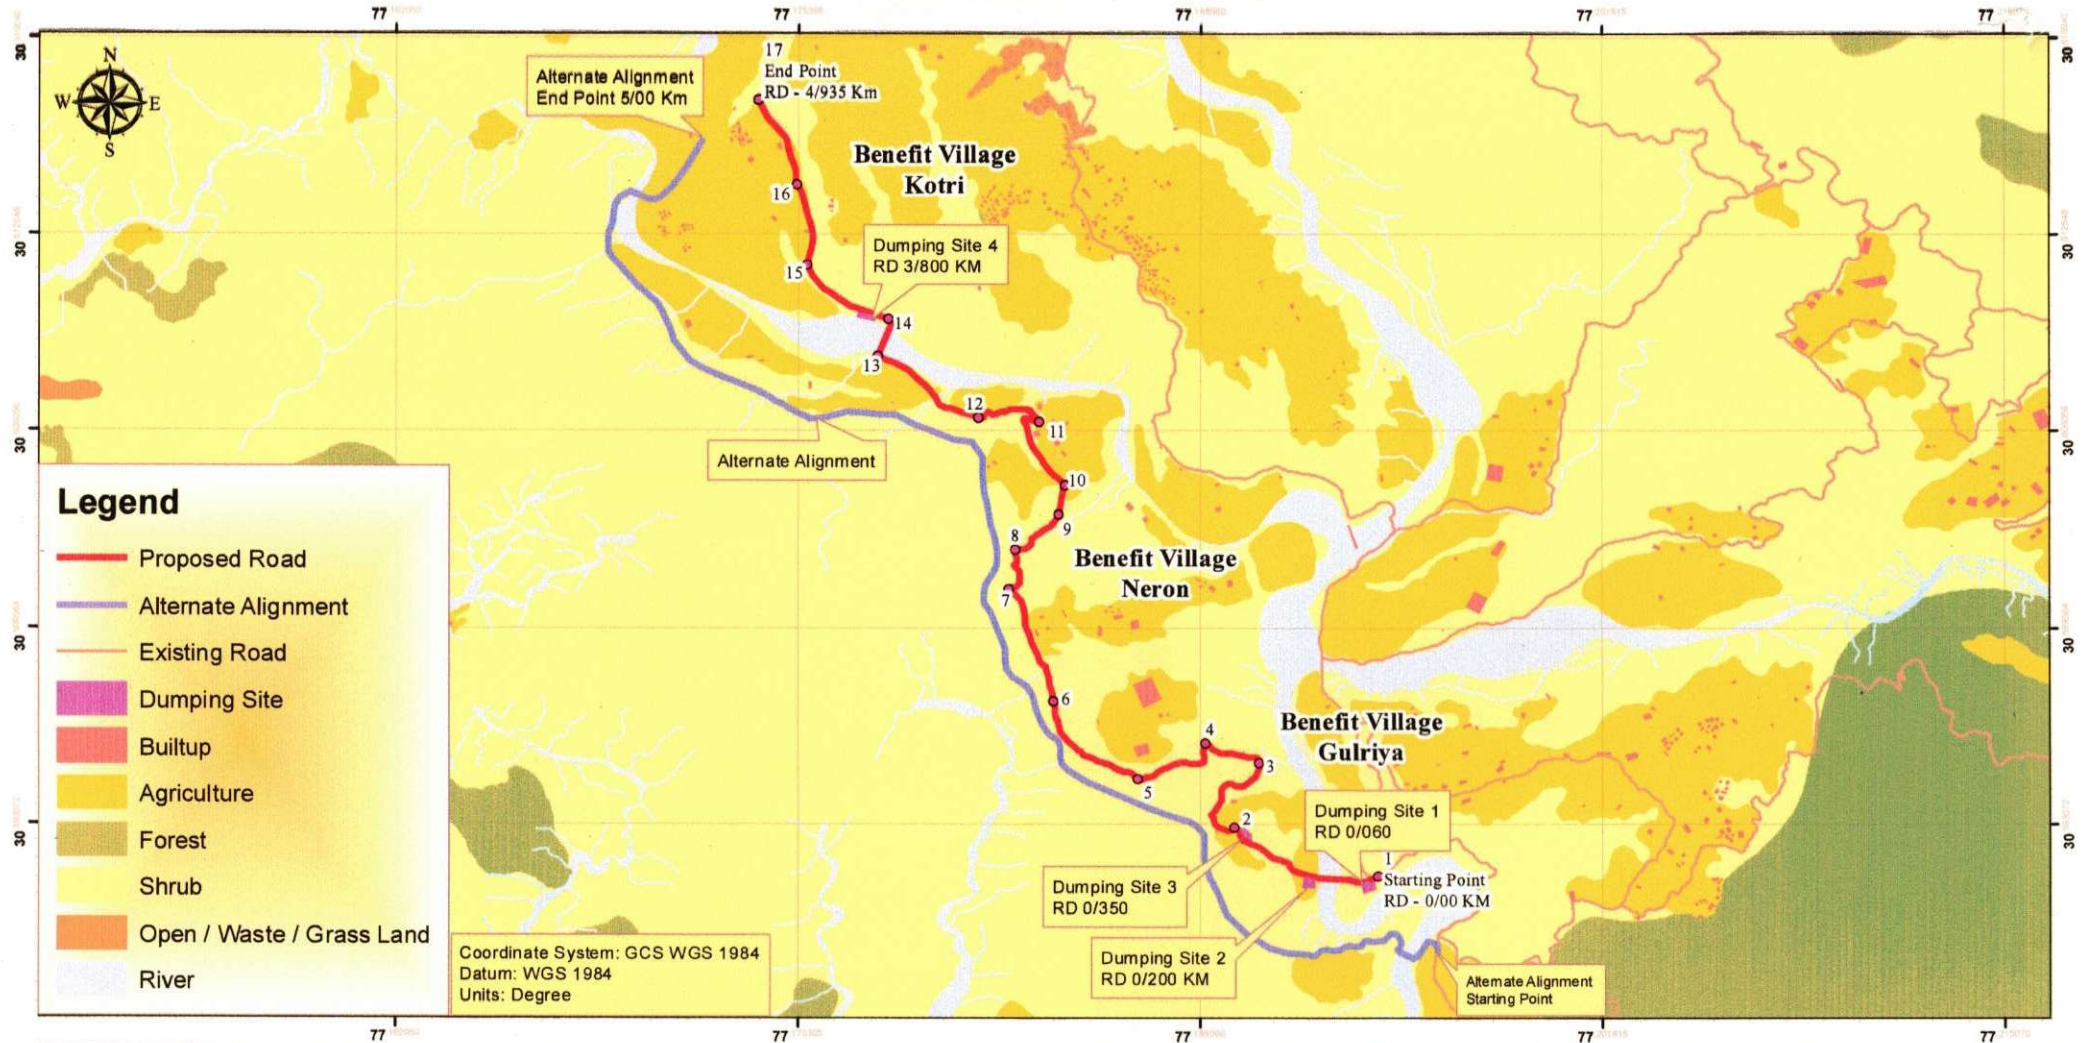 77 77 77 77 77
N
W E
S
17
End Point
RD - 4/935 Km
Alternate Alignment
End Point 5/00 Km
Benefit Village
Kotri
16
Dumping Site 4
RD 3/800 KM
15
14
13
12
11
Alternate Alignment
10
9
8
Benefit Village
Neron
7
6
4
Benefit Village
Gulriya
3
5
2
Dumping Site 1
RD 0/060
1
Starting Point
RD - 0/00 KM
Dumping Site 3
RD 0/350
Dumping Site 2
RD 0/200 KM
Alternate Alignment
Starting Point
Legend
Proposed Road
Alternate Alignment
Existing Road
Dumping Site
Builtup
Agriculture
Forest
Shrub
Open / Waste / Grass Land
River
Coordinate System: GCS WGS 1984
Datum: WGS 1984
Units: Degree
30 30
30 30
30 30
30 30
30 30
77 77 77 77 77